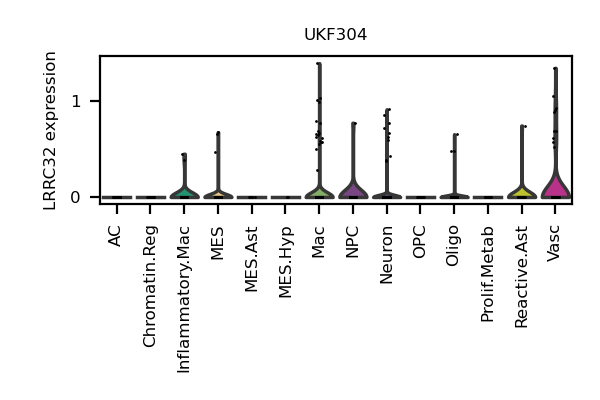 UKF304
LRRC32 expression
1
0
AC
Chromatin.Reg
Inflammatory.Mac
MES
MES.Ast
MES.Hyp
Mac
NPC
Neuron
OPC
Oligo
Prolif.Metab
Reactive.Ast
Vasc